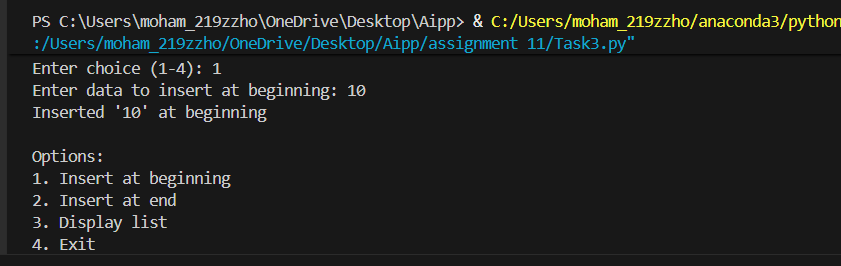 PS C:\Users\moham_219zzho\OneDrive\Desktop\Aipp> & C:/Users/moham_219zzho/anaconda3/python
:/Users/moham_219zzho/OneDrive/Desktop/Aipp/assignment 11/Task3.py"
Enter choice (1-4): 1
Enter data to insert at beginning: 10
Inserted '10' at beginning
Options:
1. Insert at beginning
2. Insert at end
3. Display list
4. Exit